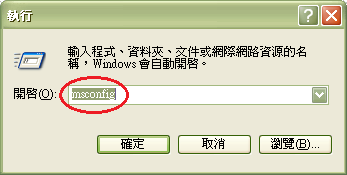 執行
輸入程式、資料夾、文件或網際網路資源的名
稱，Windows 會自動開啟。
開啟(O): msconfig
確定 取消 瀏覽(B)...